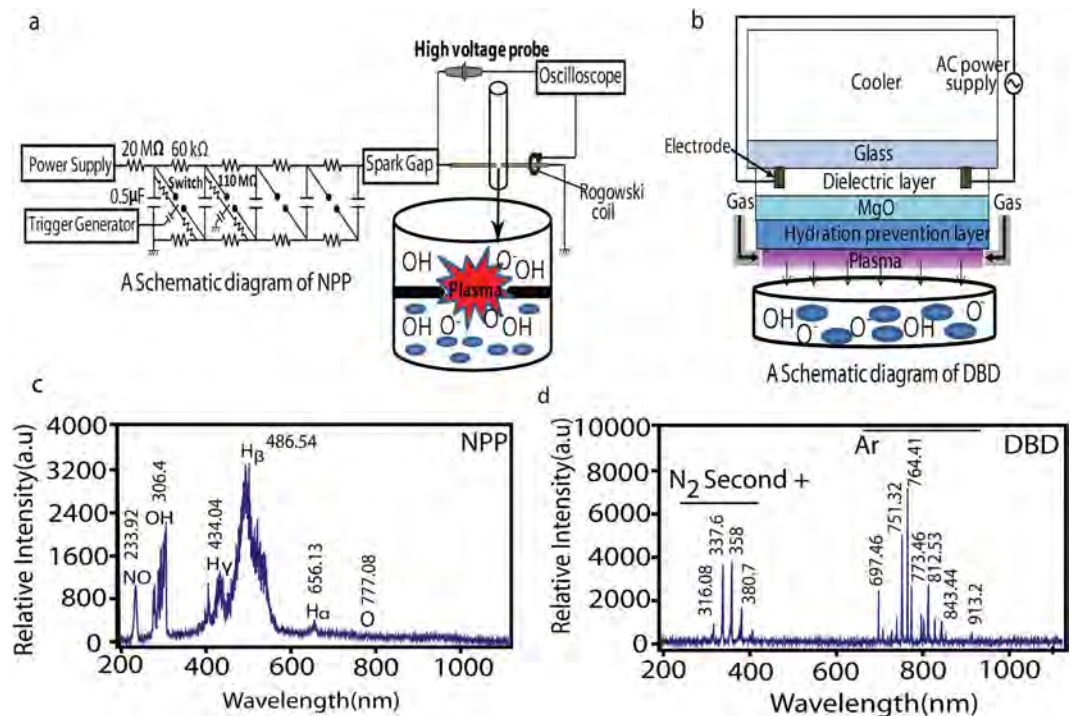 a
High voltage probe
Oscilloscope
20 MΩ 60 kΩ
Power Supply
Switch
110 MΩ
Spark Gap
0.5μF
Rogowski
coil
Trigger Generator
A Schematic diagram of NPP
OH O⁻ OH
Plasma
OH O⁻ O⁻ OH
b
AC power
supply
Cooler
Electrode
Glass
Dielectric layer
Gas Gas
MgO
Hydration prevention layer
Plasma
OH O⁻ O⁻ OH O⁻
A Schematic diagram of DBD
c
Relative Intensity(a.u)
4000
3200
2400
1600
800
0
NPP
NO 233.92
OH 306.4
Hγ 434.04
Hβ 486.54
Hα 656.13
O 777.08
200 400 600 800 1000
Wavelength(nm)
d
Relative Intensity(a.u)
10000
8000
6000
4000
2000
0
Ar
DBD
N₂ Second +
316.08
337.6
358
380.7
697.46
751.32
764.41
773.46
812.53
843.44
913.2
200 400 600 800 1000
Wavelength(nm)